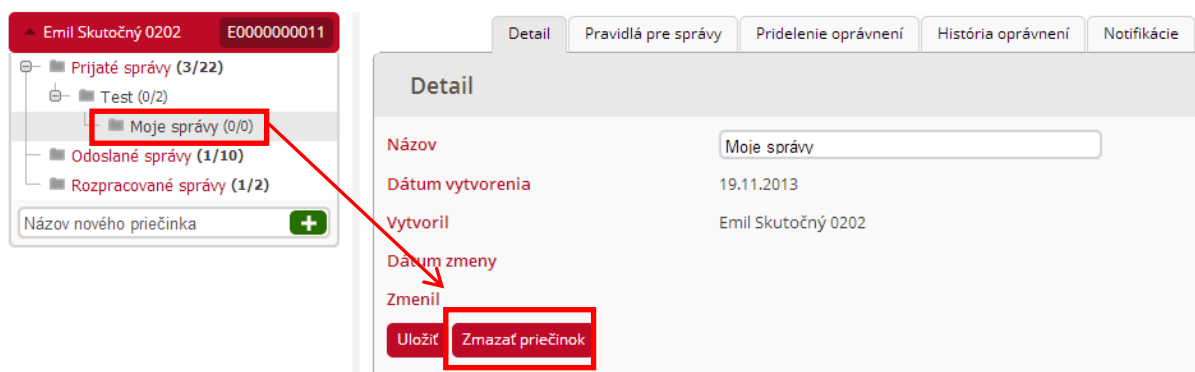 Emil Skutočný 0202 E0000000011
Prijaté správy (3/22)
Test (0/2)
Moje správy (0/0)
Odoslané správy (1/10)
Rozpracované správy (1/2)
Názov nového priečinka
Detail Pravidlá pre správy Pridelenie oprávnení História oprávnení Notifikácie
Detail
Názov Moje správy
Dátum vytvorenia 19.11.2013
Vytvoril Emil Skutočný 0202
Dátum zmeny
Zmenil
Uložiť Zmazať priečinok